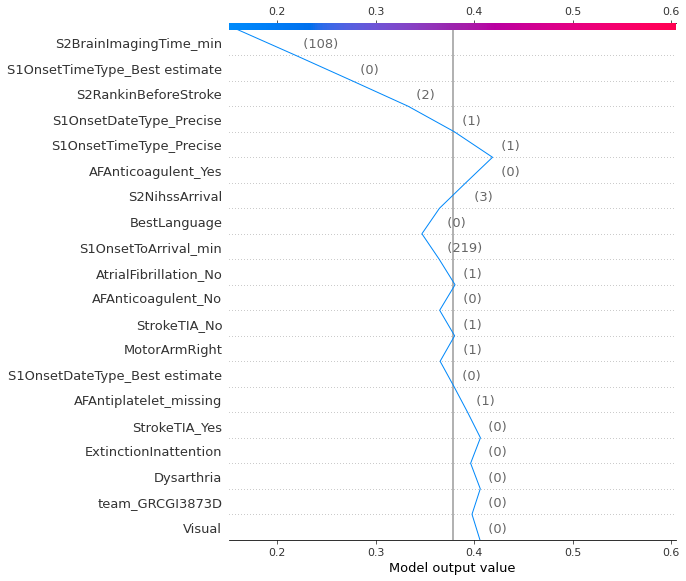 0.2 0.3 0.4 0.5 0.6
S2BrainImagingTime_min (108)
S1OnsetTimeType_Best estimate (0)
S2RankinBeforeStroke (2)
S1OnsetDateType_Precise (1)
S1OnsetTimeType_Precise (1)
AFAnticoagulent_Yes (0)
S2NihssArrival (3)
BestLanguage (0)
S1OnsetToArrival_min (219)
AtrialFibrillation_No (1)
AFAnticoagulent_No (0)
StrokeTIA_No (1)
MotorArmRight (1)
S1OnsetDateType_Best estimate (0)
AFAntiplatelet_missing (1)
StrokeTIA_Yes (0)
ExtinctionInattention (0)
Dysarthria (0)
team_GRCGI3873D (0)
Visual (0)
0.2 0.3 0.4 0.5 0.6
Model output value